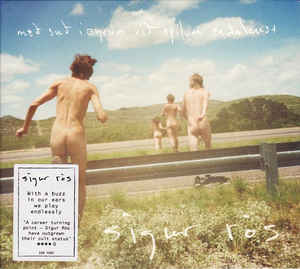 með suð í eyrum við spilum endalaust
sigur rós
With a buzz
in our ears
we play
endlessly
"A career turning
point – Sigur Rós
have outgrown
their cult status"
sigur rós